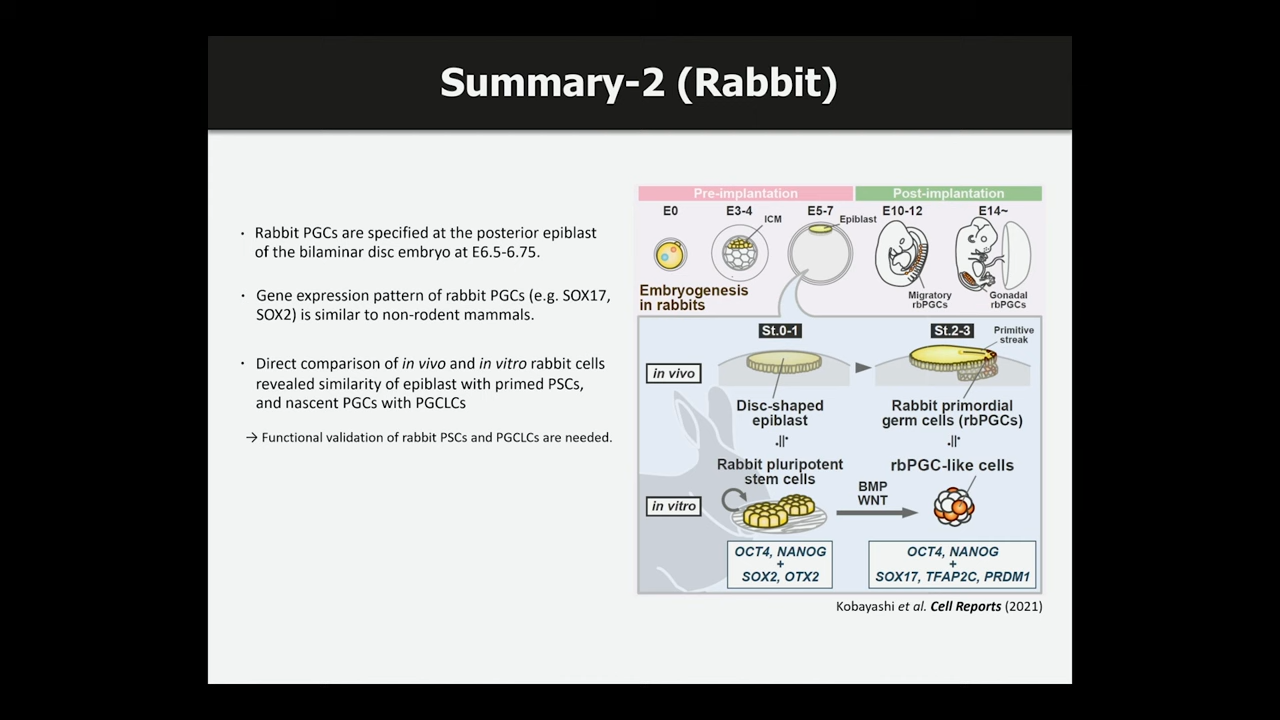 Summary-2 (Rabbit)
· Rabbit PGCs are specified at the posterior epiblast
of the bilaminar disc embryo at E6.5-6.75.
· Gene expression pattern of rabbit PGCs (e.g. SOX17,
SOX2) is similar to non-rodent mammals.
· Direct comparison of in vivo and in vitro rabbit cells
revealed similarity of epiblast with primed PSCs,
and nascent PGCs with PGCLCs
→ Functional validation of rabbit PSCs and PGCLCs are needed.
Pre-implantation
Post-implantation
E0
E3-4
E5-7
E10-12
E14~
ICM
Epiblast
Embryogenesis
in rabbits
Migratory
rbPGCs
Gonadal
rbPGCs
St.0-1
St.2-3
Primitive
streak
in vivo
Disc-shaped
epiblast
Rabbit primordial
germ cells (rbPGCs)
Rabbit pluripotent
stem cells
rbPGC-like cells
in vitro
BMP
WNT
OCT4, NANOG
+
SOX2, OTX2
OCT4, NANOG
+
SOX17, TFAP2C, PRDM1
Kobayashi et al. Cell Reports (2021)